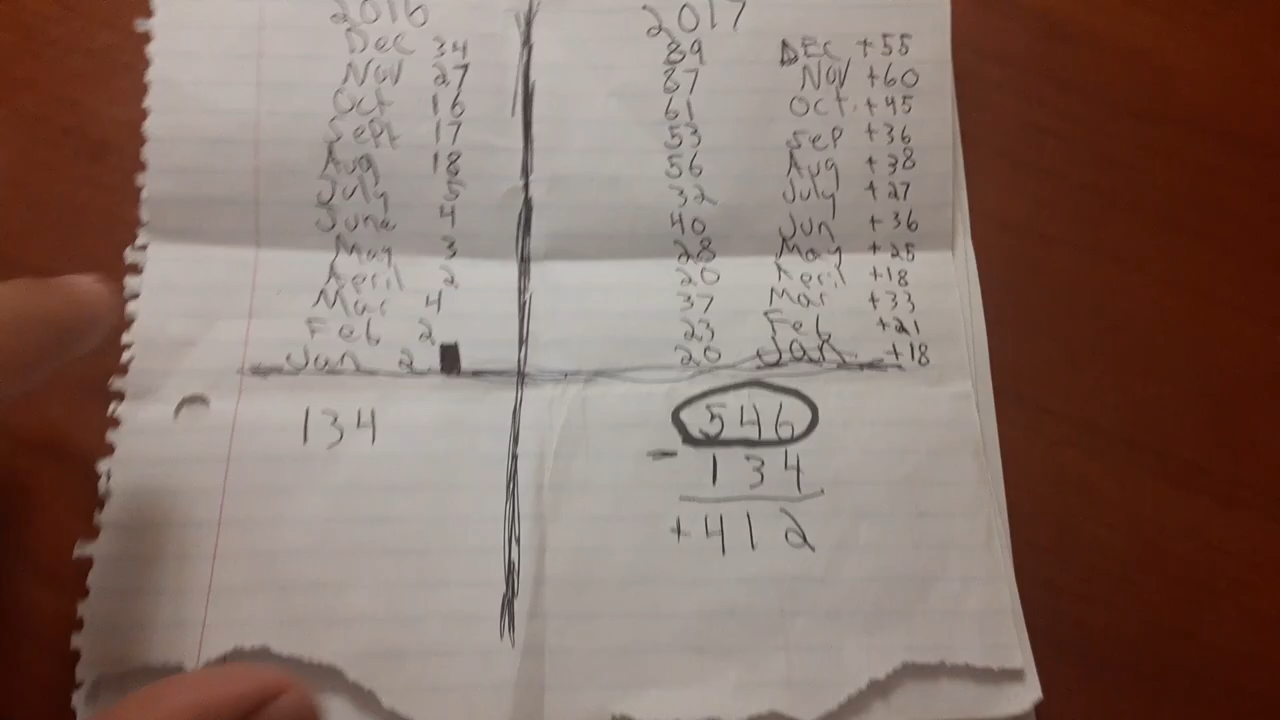 2016 2017
Dec 34 89 DEC +55
Nov 27 87 Nov +60
Oct 16 61 Oct. +45
Sept 17 53 Sep +36
Aug 18 56 Aug +38
July 5 32 July +27
June 4 40 Jun +36
May 3 28 May +25
April 2 20 April +18
Mar 4 37 Mar +33
Feb 2 23 Feb +21
Jan 2 20 Jan +18
134 546
- 134
+412